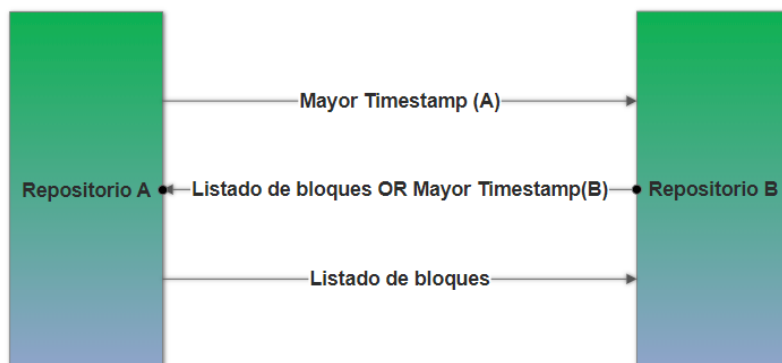 Mayor Timestamp (A)
Repositorio A
Listado de bloques OR Mayor Timestamp(B)
Repositorio B
Listado de bloques